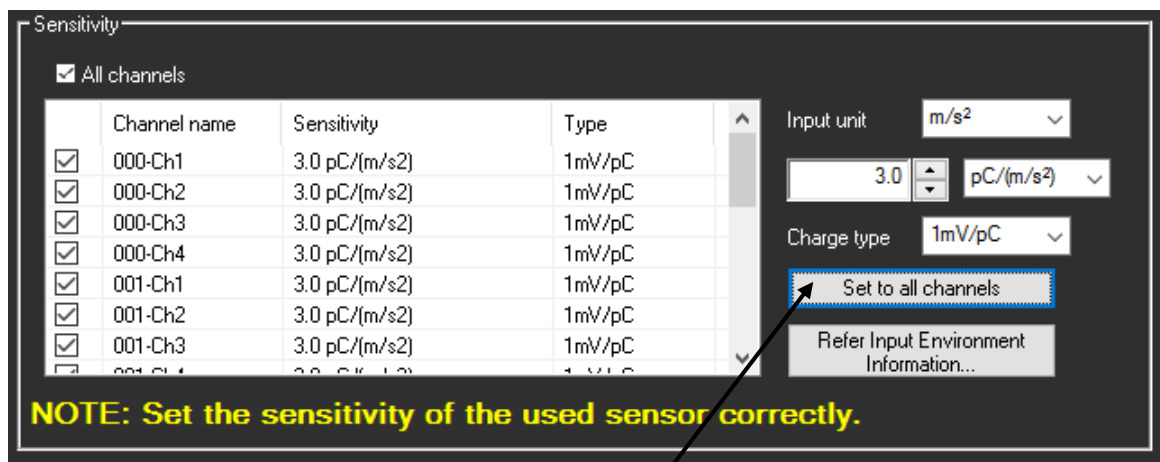 Sensitivity
All channels
Channel name Sensitivity Type
000-Ch1 3.0 pC/(m/s2) 1mV/pC
000-Ch2 3.0 pC/(m/s2) 1mV/pC
000-Ch3 3.0 pC/(m/s2) 1mV/pC
000-Ch4 3.0 pC/(m/s2) 1mV/pC
001-Ch1 3.0 pC/(m/s2) 1mV/pC
001-Ch2 3.0 pC/(m/s2) 1mV/pC
001-Ch3 3.0 pC/(m/s2) 1mV/pC
Input unit m/s²
3.0 pC/(m/s²)
Charge type 1mV/pC
Set to all channels
Refer Input Environment
Information...
NOTE: Set the sensitivity of the used sensor correctly.